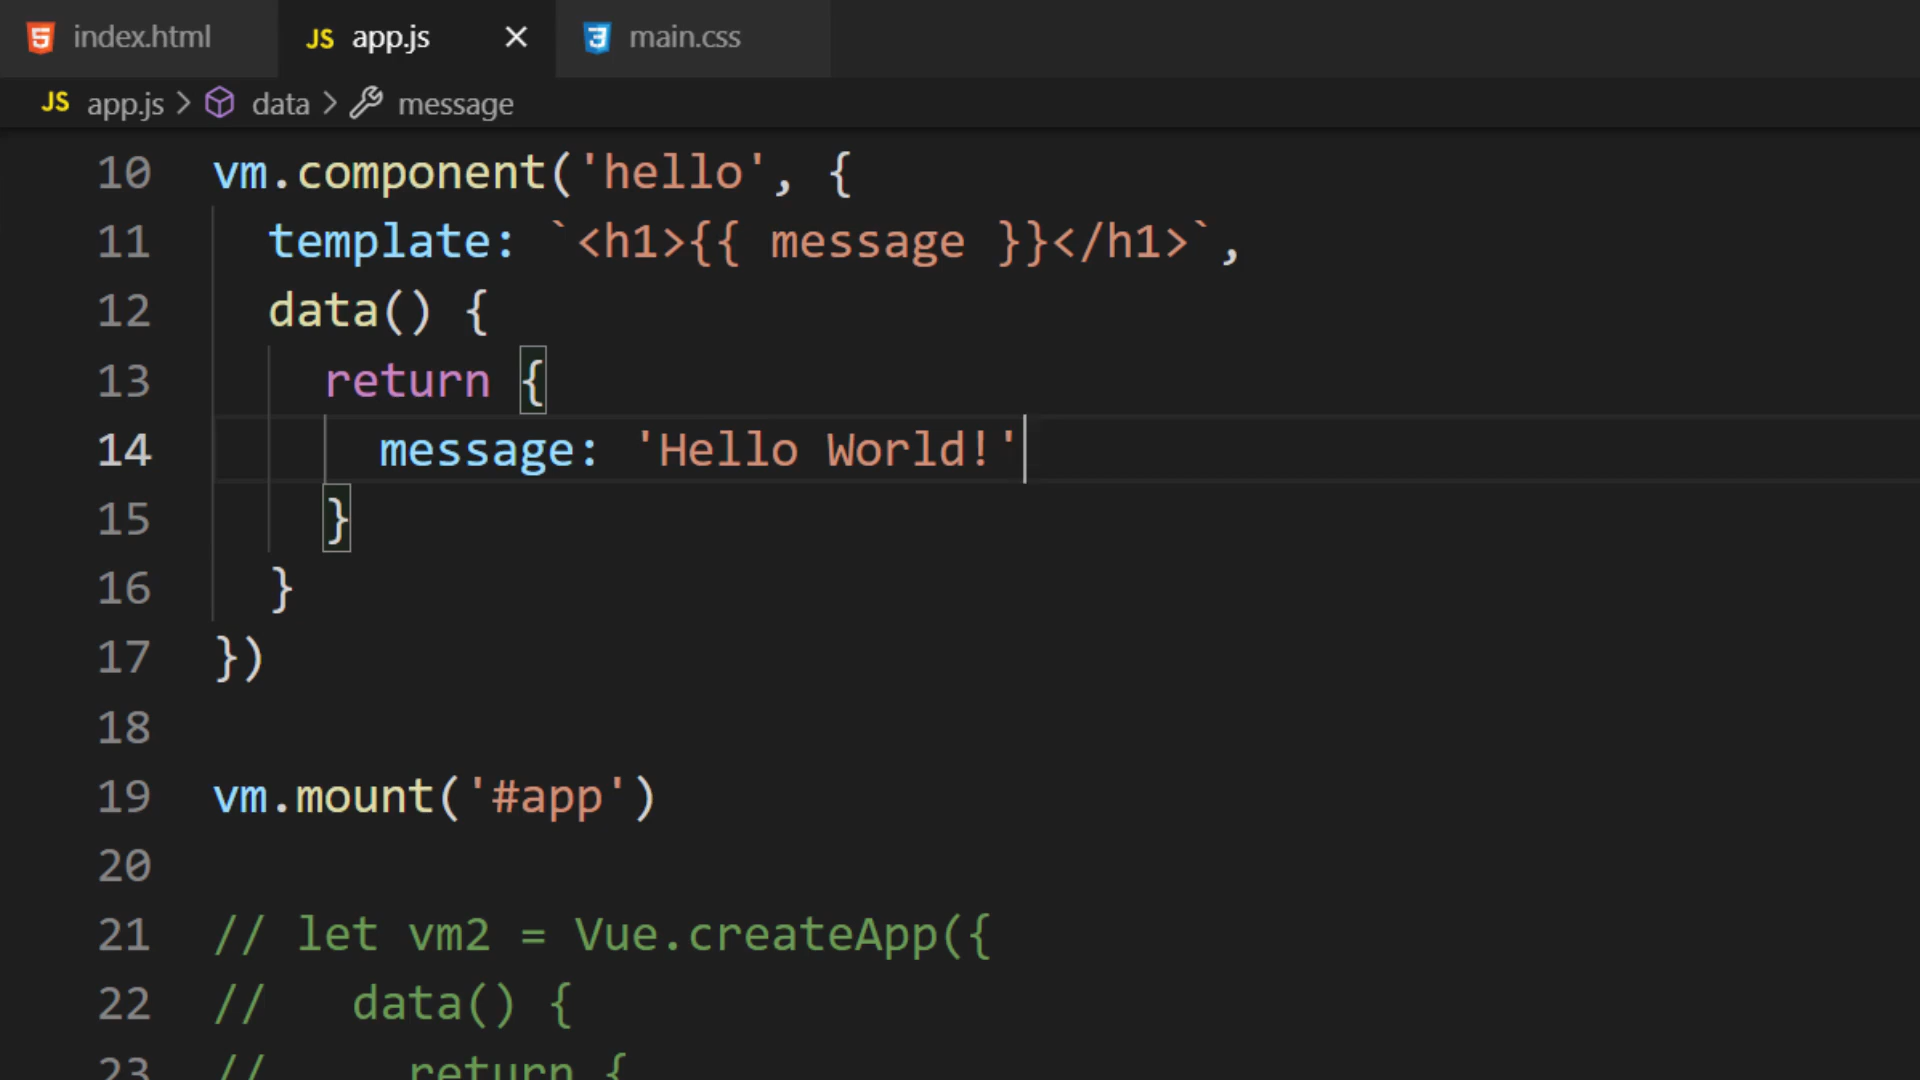 index.html JS app.js × main.css
JS app.js > data > message
10 vm.component('hello', {
11 template: `<h1>{{ message }}</h1>`,
12 data() {
13 return {
14 message: 'Hello World!'
15 }
16 }
17 })
18
19 vm.mount('#app')
20
21 // let vm2 = Vue.createApp({
22 // data() {
23 // return {